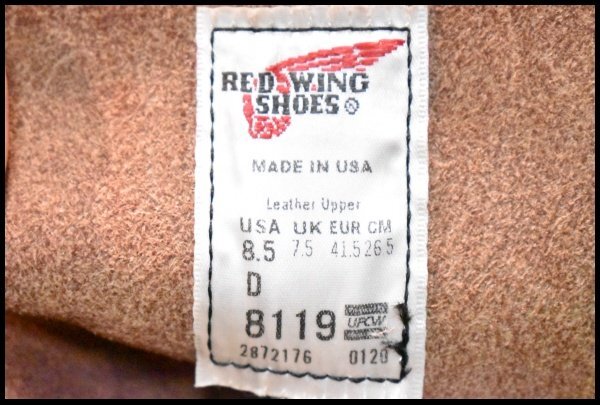 RED WING
SHOES
MADE IN USA
Leather Upper
USA UK EUR CM
8.5 7.5 41.5 26.5
D
8119 UFCW
2872176 0120